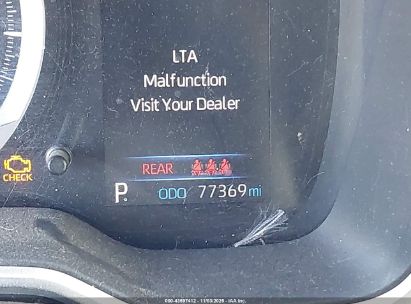 LTA
Malfunction
Visit Your Dealer
REAR
CHECK
P ODO 77369 mi